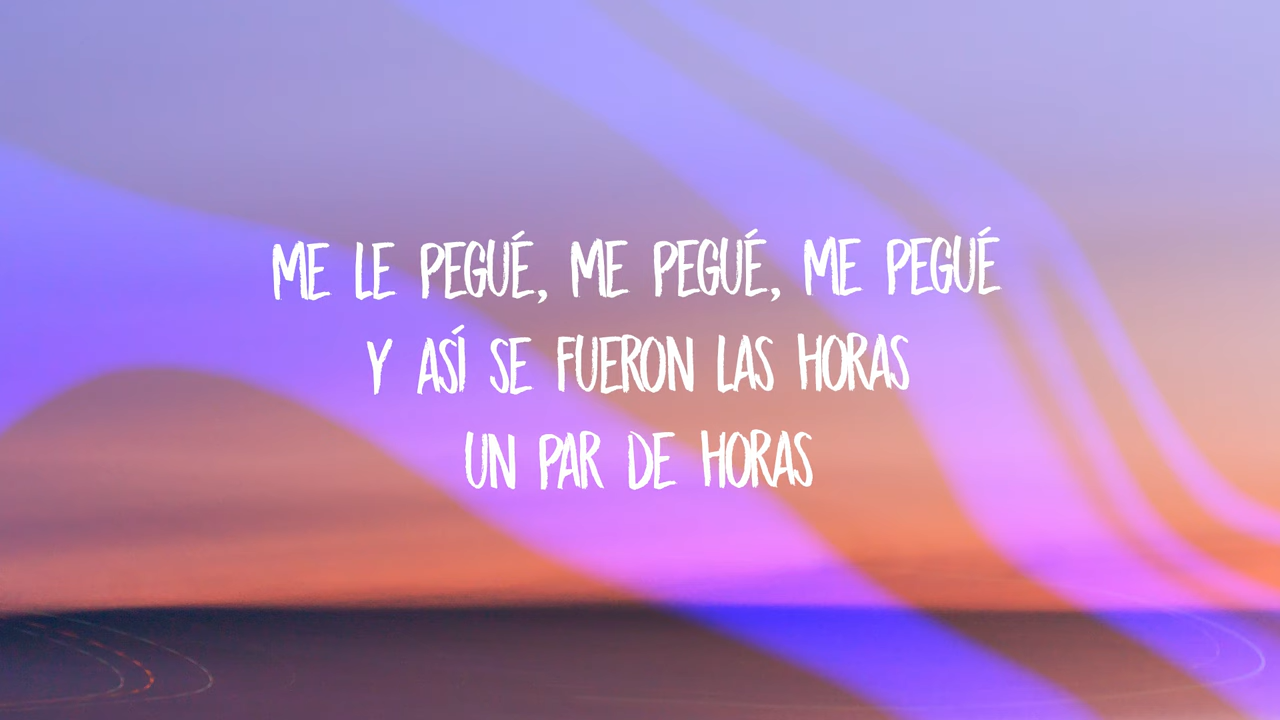 ME LE PEGUÉ, ME PEGUÉ, ME PEGUÉ
Y ASÍ SE FUERON LAS HORAS
UN PAR DE HORAS